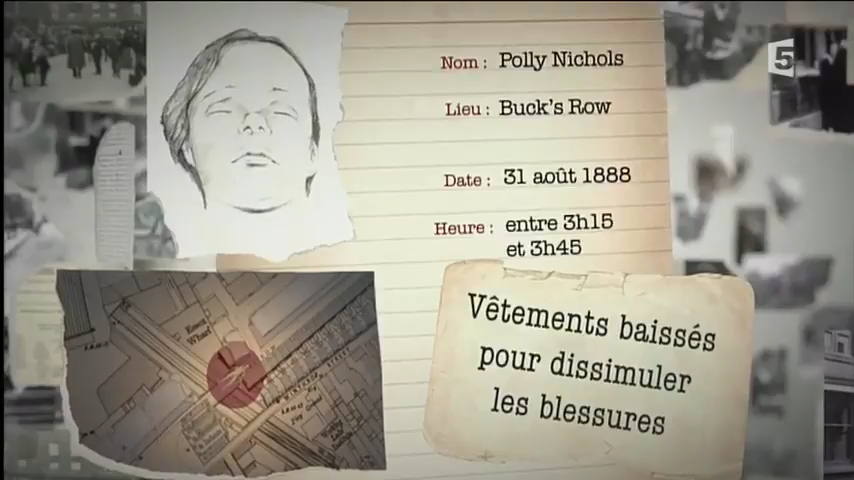 5
Nom : Polly Nichols
Lieu : Buck's Row
Date : 31 août 1888
Heure : entre 3h15
et 3h45
Vêtements baissés
pour dissimuler
les blessures